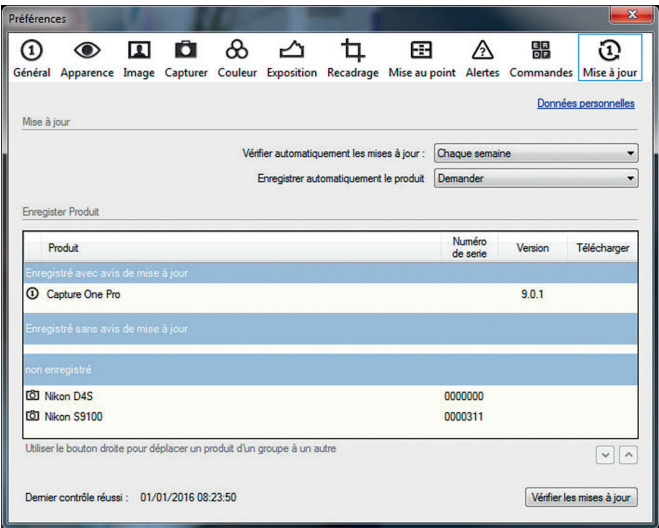 Préférences
Général Apparence Image Capturer Couleur Exposition Recadrage Mise au point Alertes Commandes Mise à jour
Données personnelles
Mise à jour
Vérifier automatiquement les mises à jour : Chaque semaine
Enregistrer automatiquement le produit Demander
Enregister Produit
Produit Numéro de serie Version Télécharger
Enregistré avec avis de mise à jour
Capture One Pro 9.0.1
Enregistré sans avis de mise à jour
non enregistré
Nikon D4S 0000000
Nikon S9100 0000311
Utiliser le bouton droite pour déplacer un produit d'un groupe à un autre
Dernier contrôle réussi : 01/01/2016 08:23:50 Vérifier les mises à jour